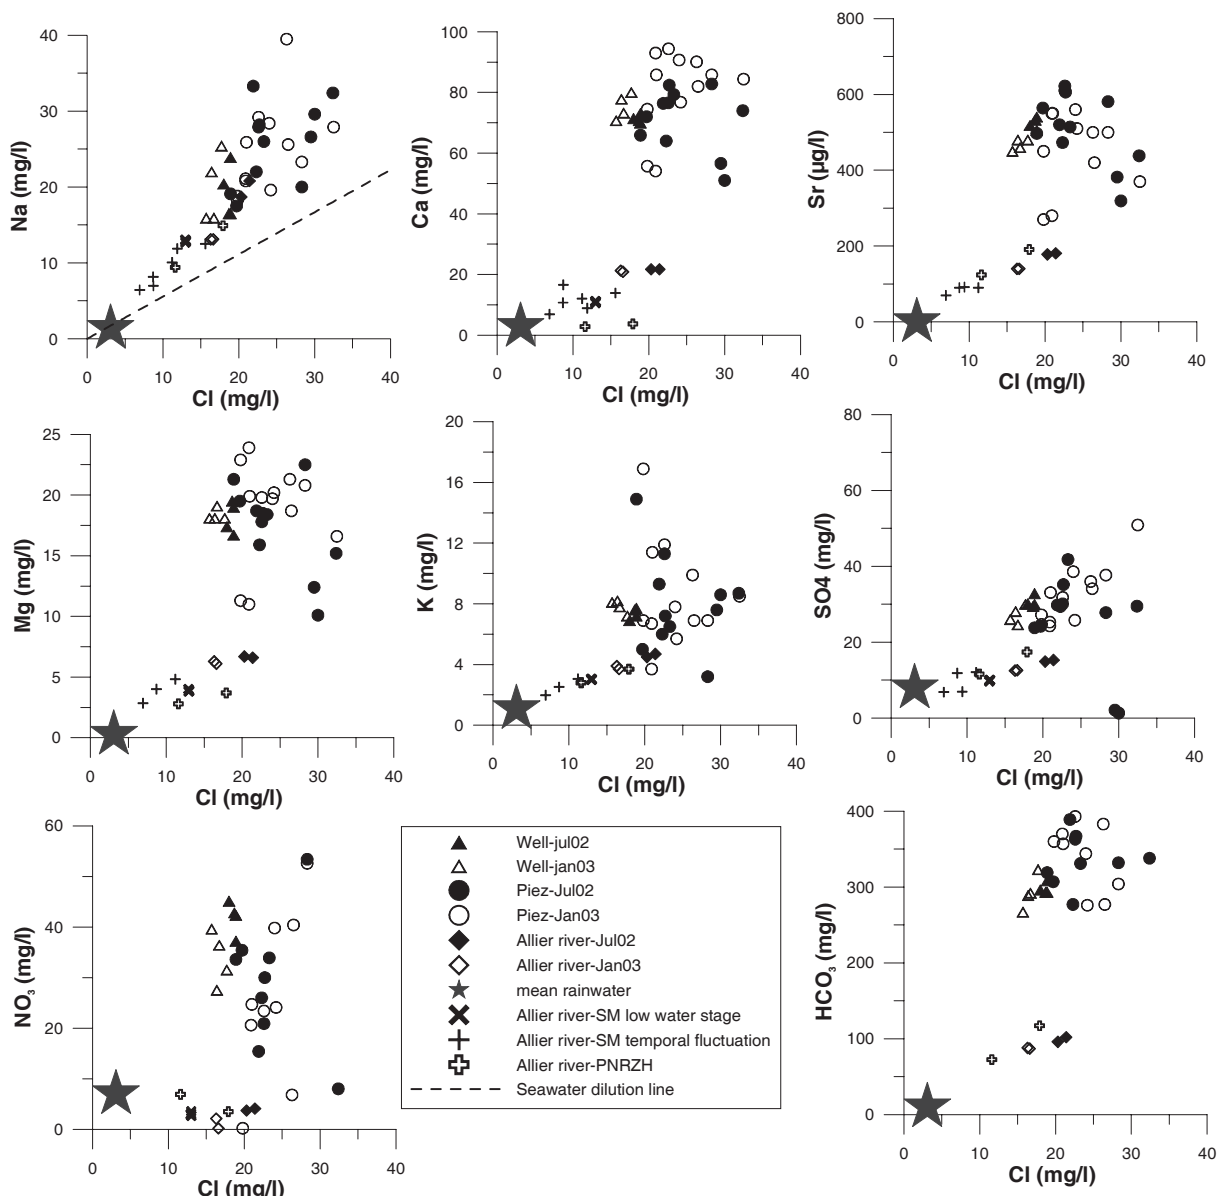 40
30
20
10
0
Na (mg/l)
0 10 20 30 40
Cl (mg/l)
100
80
60
40
20
0
Ca (mg/l)
0 10 20 30 40
Cl (mg/l)
800
600
400
200
0
Sr (µg/l)
0 10 20 30 40
Cl (mg/l)
25
20
15
10
5
0
Mg (mg/l)
0 10 20 30 40
Cl (mg/l)
20
16
12
8
4
0
K (mg/l)
0 10 20 30 40
Cl (mg/l)
80
60
40
20
0
SO4 (mg/l)
0 10 20 30 40
Cl (mg/l)
60
40
20
0
NO₃ (mg/l)
0 10 20 30 40
Cl (mg/l)
Well-jul02
Well-jan03
Piez-Jul02
Piez-Jan03
Allier river-Jul02
Allier river-Jan03
mean rainwater
Allier river-SM low water stage
Allier river-SM temporal fluctuation
Allier river-PNRZH
Seawater dilution line
400
300
200
100
0
HCO₃ (mg/l)
0 10 20 30 40
Cl (mg/l)